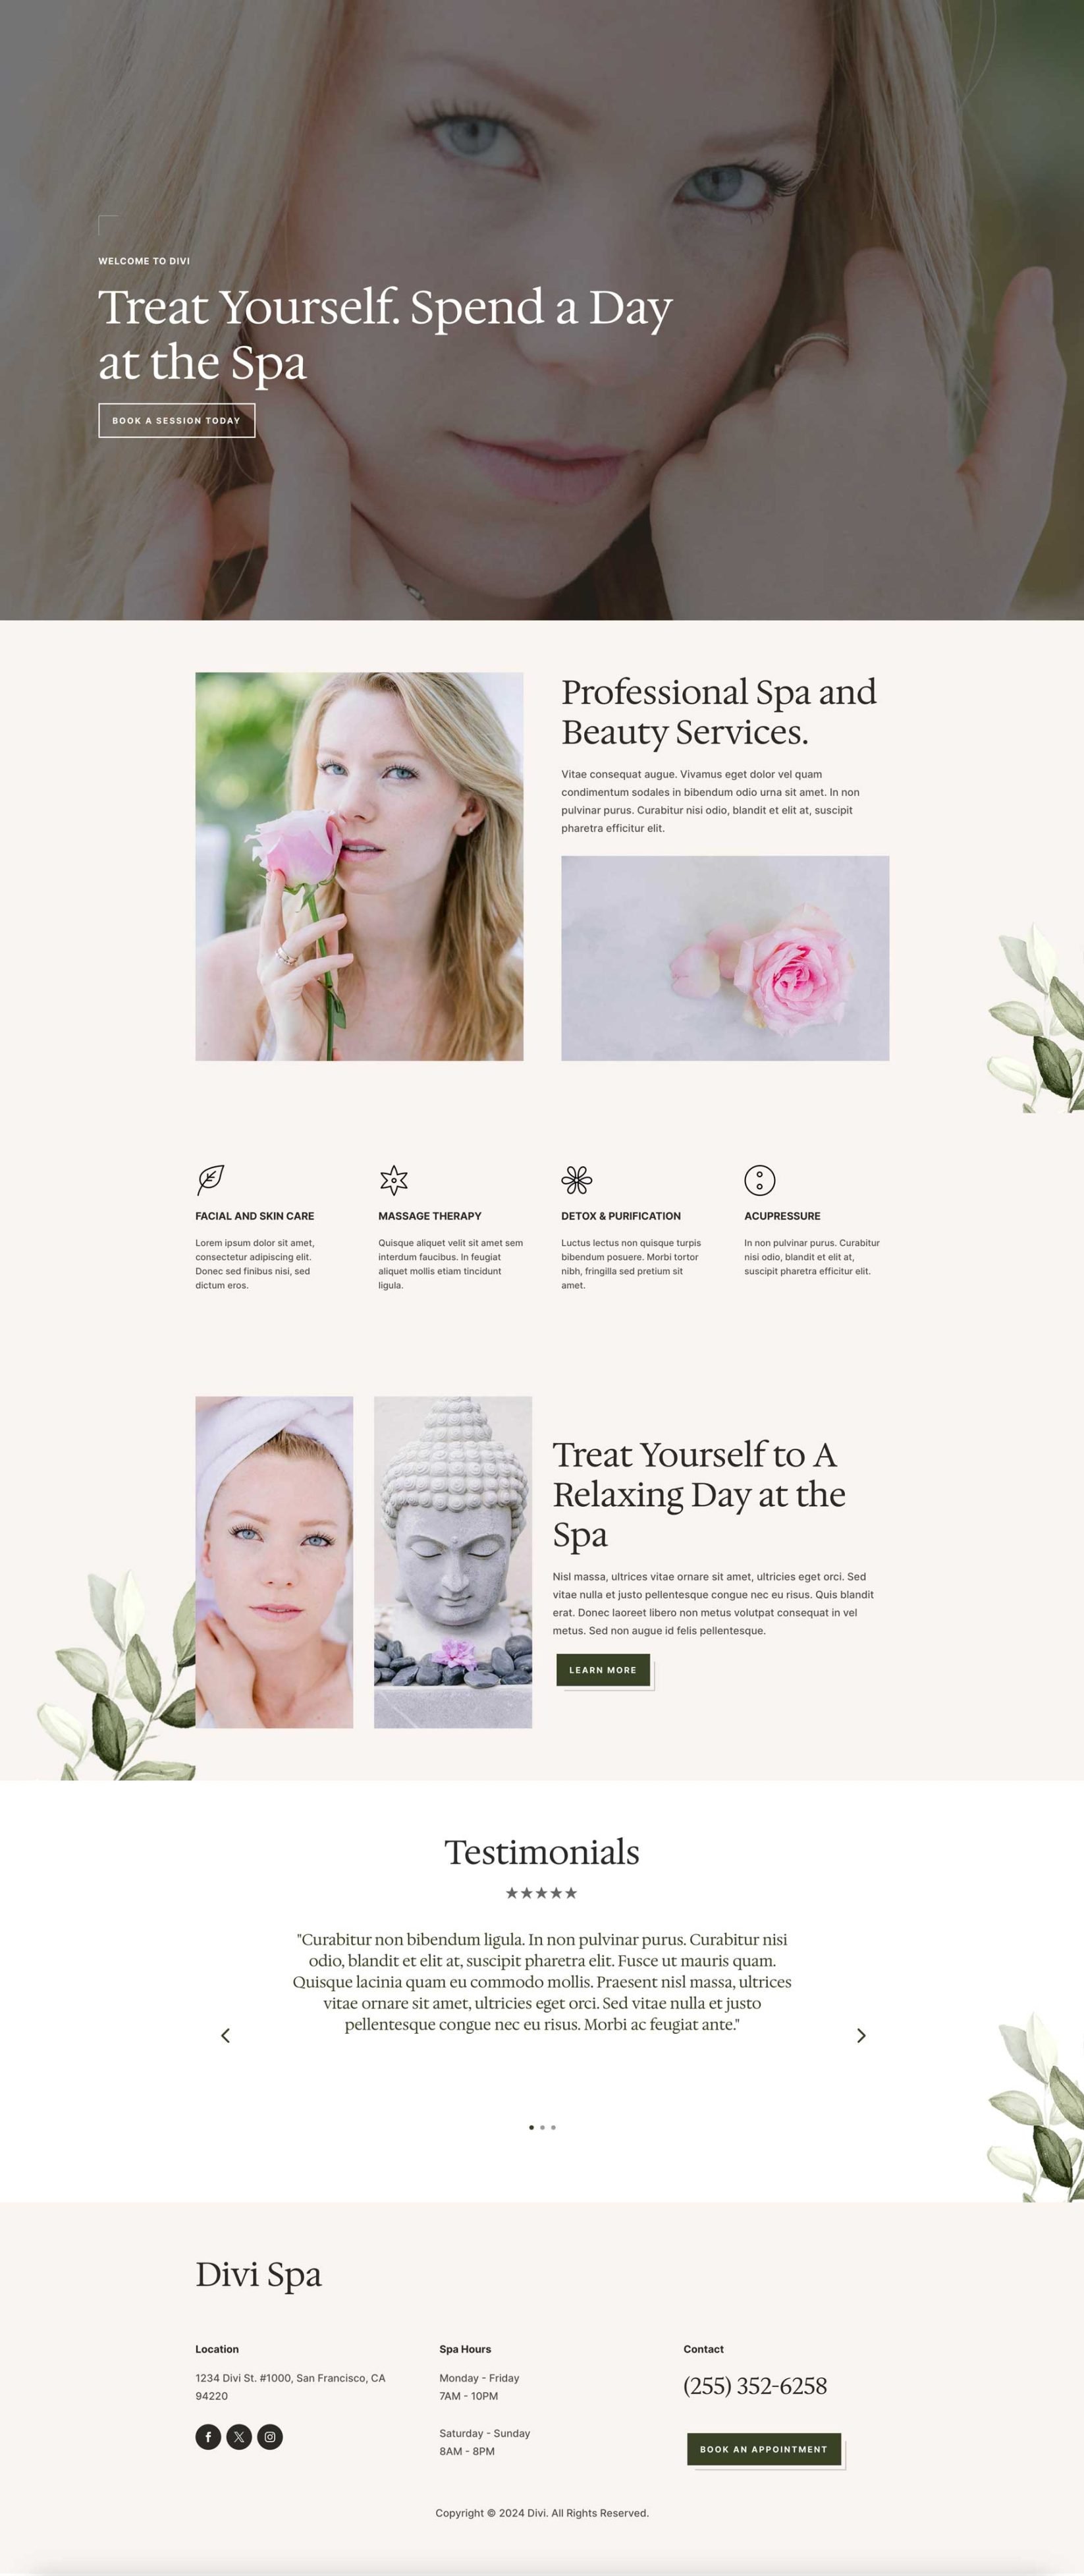 WELCOME TO DIVI
Treat Yourself. Spend a Day
at the Spa
BOOK A SESSION TODAY
Professional Spa and
Beauty Services.
Vitae consequat augue. Vivamus eget dolor vel quam
condimentum sodales in bibendum odio urna sit amet. In non
pulvinar purus. Curabitur nisi odio, blandit et elit at, suscipit
pharetra efficitur elit.
FACIAL AND SKIN CARE
Lorem ipsum dolor sit amet,
consectetur adipiscing elit.
Donec sed finibus nisi, sed
dictum eros.
MASSAGE THERAPY
Quisque aliquet velit sit amet sem
interdum faucibus. In feugiat
aliquet mollis etiam tincidunt
ligula.
DETOX & PURIFICATION
Luctus lectus non quisque turpis
bibendum posuere. Morbi tortor
nibh, fringilla sed pretium sit
amet.
ACUPRESSURE
In non pulvinar purus. Curabitur
nisi odio, blandit et elit at,
suscipit pharetra efficitur elit.
Treat Yourself to A
Relaxing Day at the
Spa
Nisl massa, ultrices vitae ornare sit amet, ultricies eget orci. Sed
vitae nulla et justo pellentesque congue nec eu risus. Quis blandit
erat. Donec laoreet libero non metus volutpat consequat in vel
metus. Sed non augue id felis pellentesque.
LEARN MORE
Testimonials
★★★★★
"Curabitur non bibendum ligula. In non pulvinar purus. Curabitur nisi
odio, blandit et elit at, suscipit pharetra elit. Fusce ut mauris quam.
Quisque lacinia quam eu commodo mollis. Praesent nisl massa, ultrices
vitae ornare sit amet, ultricies eget orci. Sed vitae nulla et justo
pellentesque congue nec eu risus. Morbi ac feugiat ante."
Divi Spa
Location
1234 Divi St. #1000, San Francisco, CA
94220
Spa Hours
Monday - Friday
7AM - 10PM
Saturday - Sunday
8AM - 8PM
Contact
(255) 352-6258
BOOK AN APPOINTMENT
Copyright © 2024 Divi. All Rights Reserved.